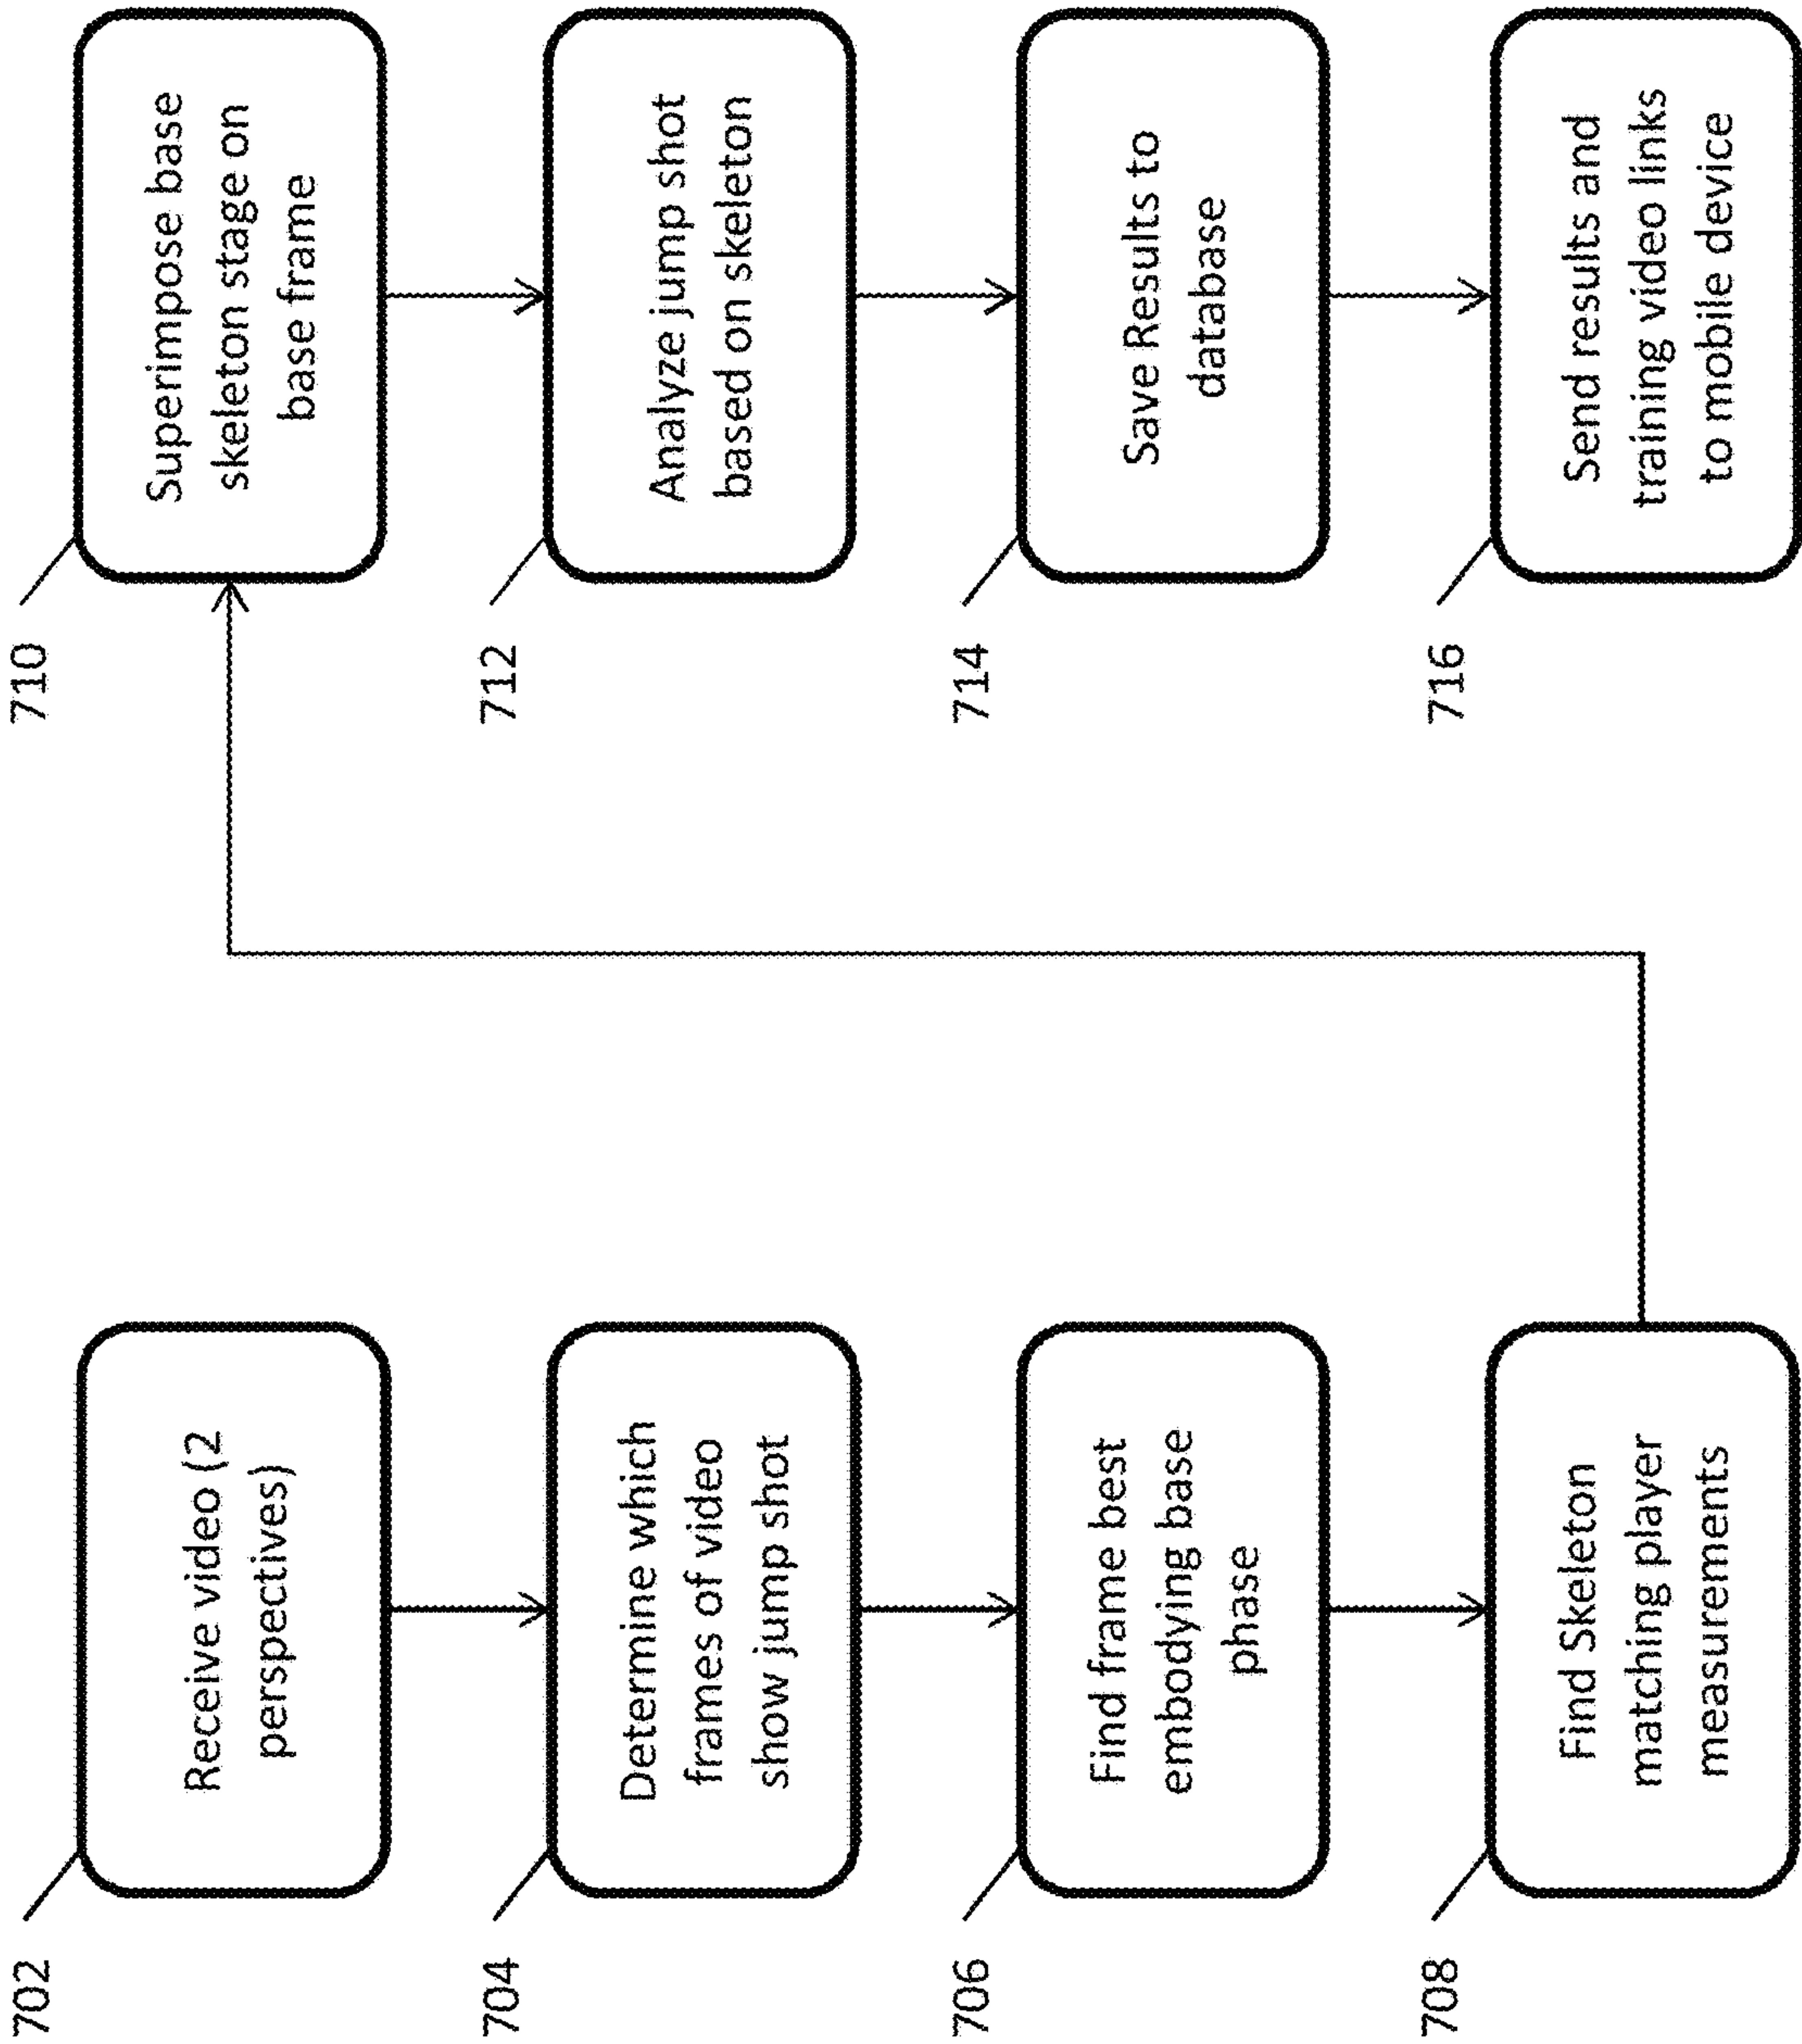 702
Receive video (2
perspectives)
704
Determine which
frames of video
show jump shot
706
Find frame best
embodying base
phase
708
Find Skeleton
matching player
measurements
710
Superimpose base
skeleton stage on
base frame
712
Analyze jump shot
based on skeleton
714
Save Results to
database
716
Send results and
training video links
to mobile device